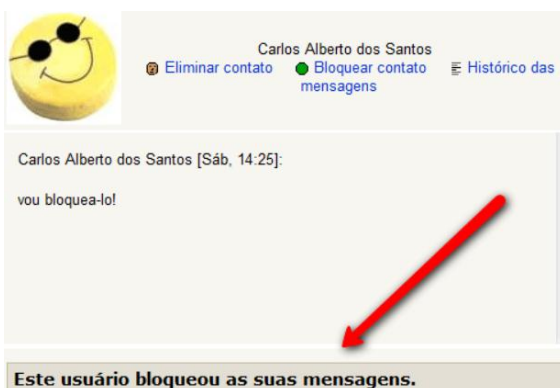 Carlos Alberto dos Santos
Eliminar contato Bloquear contato Histórico das
mensagens
Carlos Alberto dos Santos [Sáb, 14:25]:
vou bloquea-lo!
Este usuário bloqueou as suas mensagens.